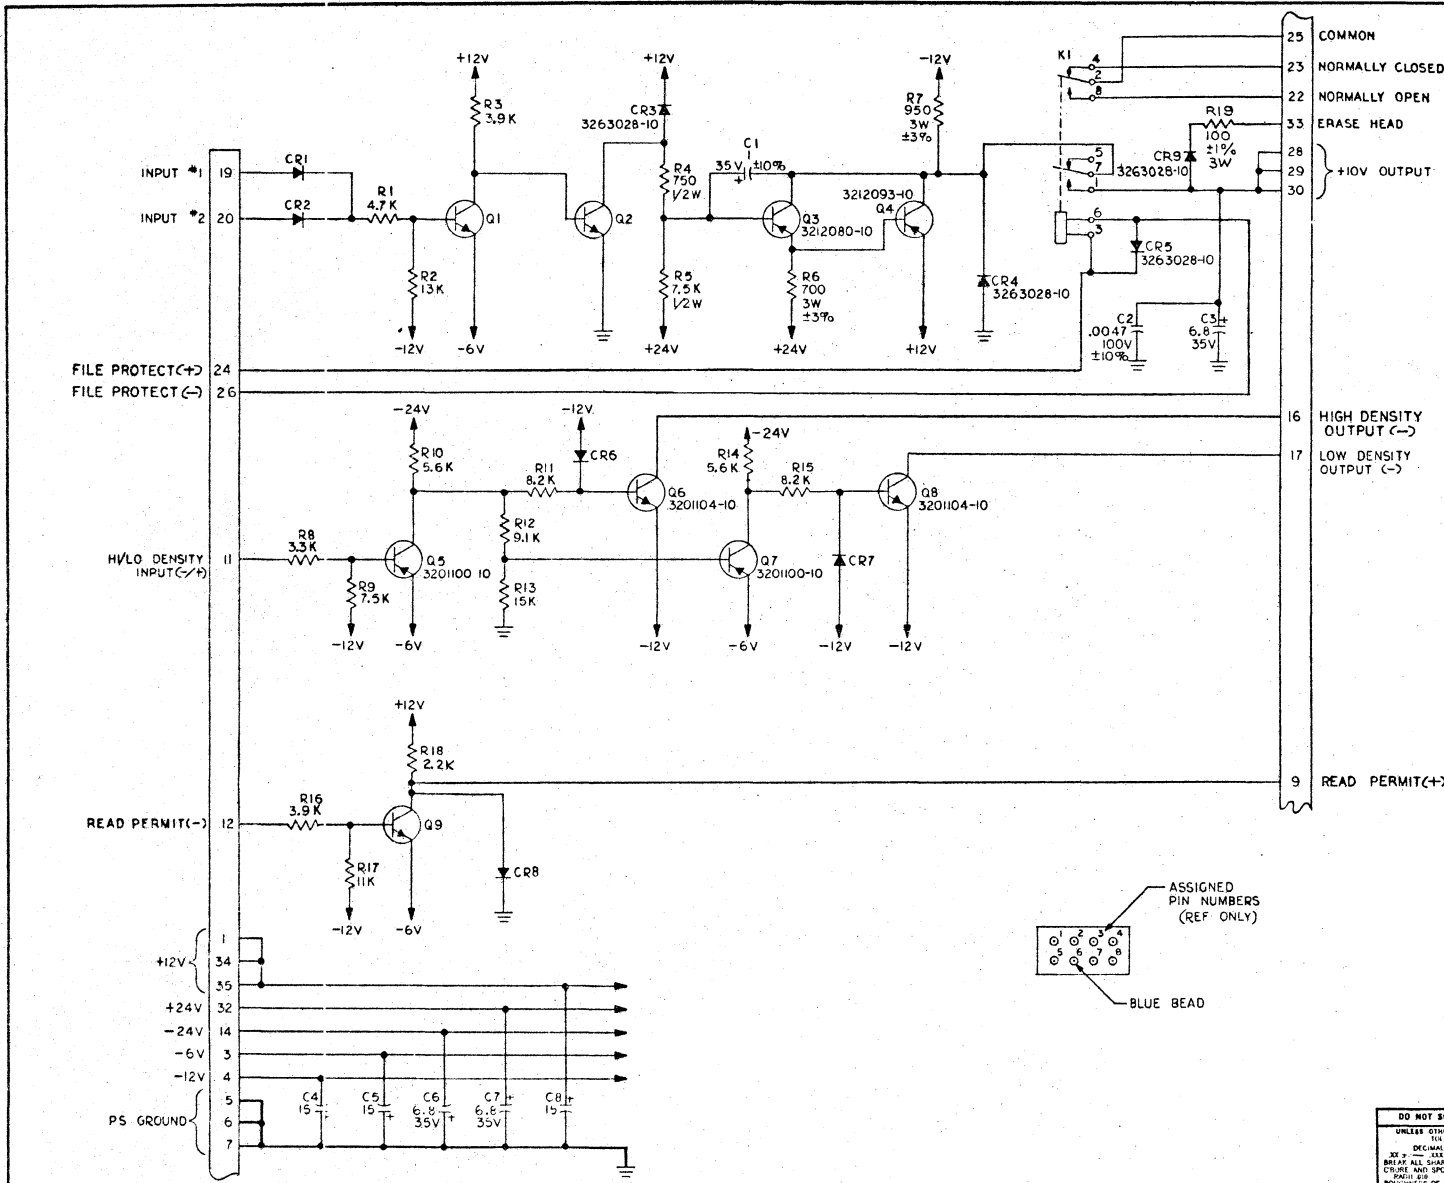 25 COMMON
23 NORMALLY CLOSED
22 NORMALLY OPEN
33 ERASE HEAD
28
29
30
+10V OUTPUT
K1
4
2
8
5
7
1
6
3
R19
100
±1%
3W
CR9
3263028-10
CR5
3263028-10
C2
.0047
100V
±10%
C3
+
6.8
35V
+12V
R3
3.9K
+12V
CR3
3263028-10
-12V
R7
950
3W
±3%
C1
35V ±10%
+
R4
750
1/2W
INPUT #1 19
CR1
INPUT #2 20
CR2
R1
4.7K
Q1
Q2
Q3
3212080-10
3212093-10
Q4
R2
13K
R5
7.5K
1/2W
R6
700
3W
±3%
CR4
3263028-10
-12V
-6V
+24V
+24V
+12V
FILE PROTECT(+) 24
FILE PROTECT(-) 26
-24V
-12V
-24V
16 HIGH DENSITY
OUTPUT (-)
17 LOW DENSITY
OUTPUT (-)
R10
5.6K
R11
8.2K
CR6
R14
5.6K
R15
8.2K
Q6
3201104-10
Q8
3201104-10
R12
9.1K
HI/LO DENSITY
INPUT(-/+)
11
R8
3.3K
R9
7.5K
Q5
3201100-10
R13
15K
Q7
3201100-10
CR7
-12V
-6V
-12V
-6V
-12V
-12V
+12V
R18
2.2K
9 READ PERMIT(+)
READ PERMIT(-) 12
R16
3.9K
Q9
R17
11K
CR8
-12V
-6V
ASSIGNED
PIN NUMBERS
(REF ONLY)
1 2 3 4
5 6 7 8
BLUE BEAD
+12V
1
34
35
+24V 32
-24V 14
-6V 3
-12V 4
PS GROUND
5
6
7
C4
15
+
C5
15
+
C6
6.8
35V
+
C7
+
6.8
35V
C8
+
15
DO NOT
UNLESS
DECIMAL
BREAK ALL